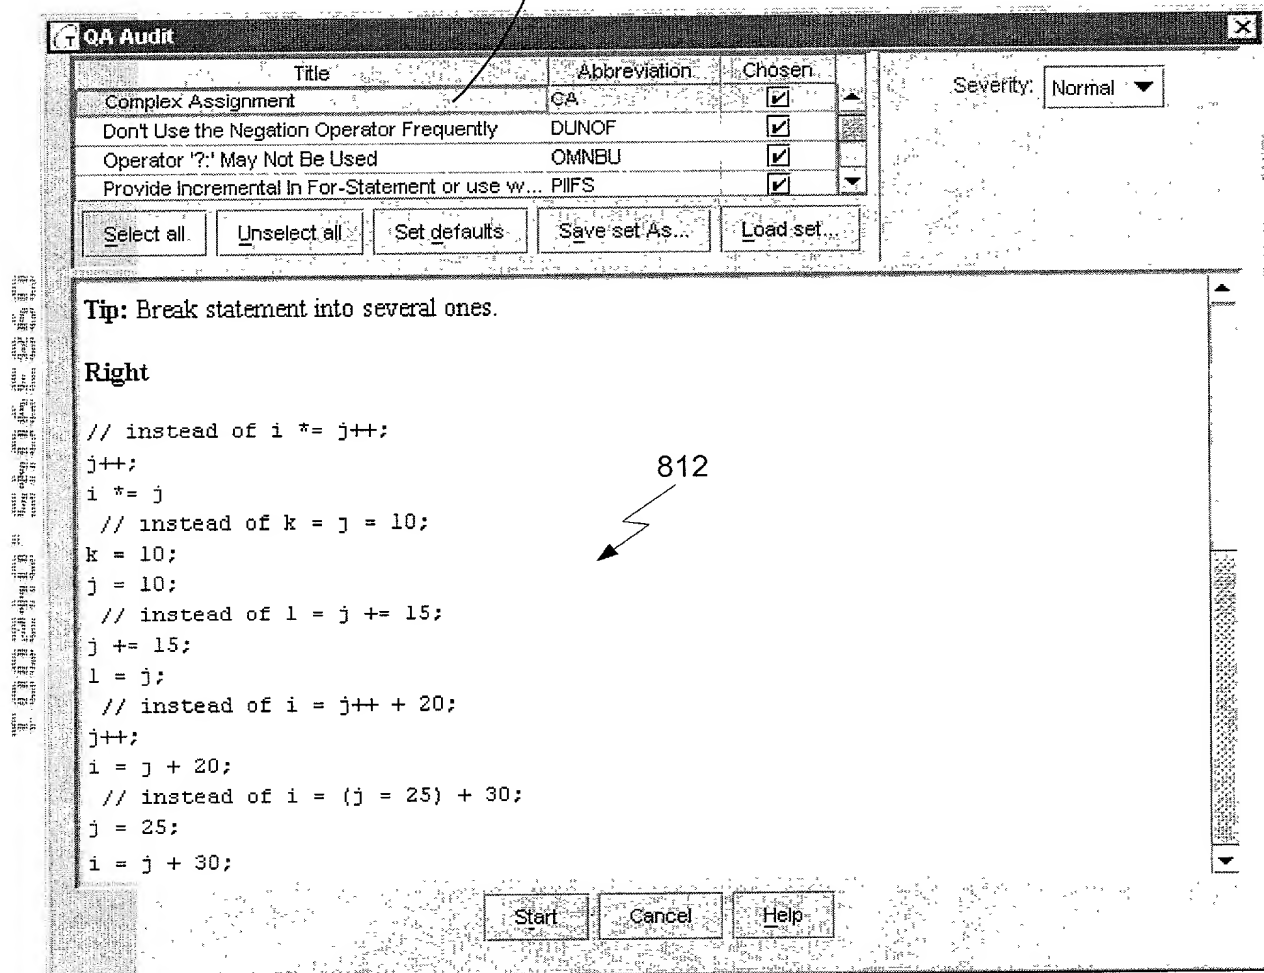 QA Audit
Title Abbreviation Chosen
Complex Assignment CA
Don't Use the Negation Operator Frequently DUNOF
Operator '?:' May Not Be Used OMNBU
Provide Incremental In For-Statement or use w... PIIFS
Severity: Normal
Select all Unselect all Set defaults Save set As... Load set...
Tip: Break statement into several ones.
Right
// instead of i *= j++;
j++;
i *= j
// instead of k = j = 10;
k = 10;
j = 10;
// instead of l = j += 15;
j += 15;
l = j;
// instead of i = j++ + 20;
j++;
i = j + 20;
// instead of i = (j = 25) + 30;
j = 25;
i = j + 30;
812
Start Cancel Help